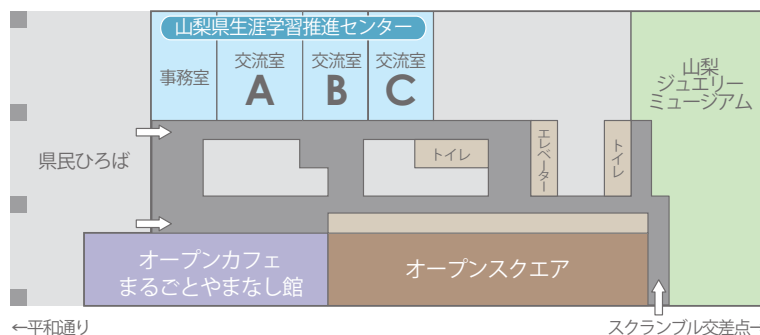 山梨県生涯学習推進センター
事務室
交流室
A
交流室
B
交流室
C
山梨
ジュエリー
ミュージアム
県民ひろば
トイレ
エレベーター
トイレ
オープンカフェ
まるごとやまなし館
オープンスクエア
←平和通り
スクランブル交差点→